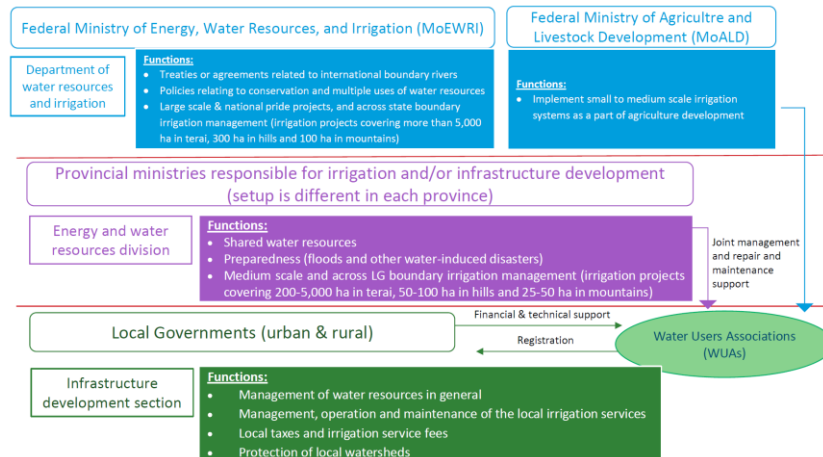 Federal Ministry of Energy, Water Resources, and Irrigation (MoEWRI)
Federal Ministry of Agricultre and
Livestock Development (MoALD)
Department of
water resources
and irrigation
Functions:
• Treaties or agreements related to international boundary rivers
• Policies relating to conservation and multiple uses of water resources
• Large scale & national pride projects, and across state boundary
irrigation management (irrigation projects covering more than 5,000
ha in terai, 300 ha in hills and 100 ha in mountains)
Functions:
• Implement small to medium scale irrigation
systems as a part of agriculture development
Provincial ministries responsible for irrigation and/or infrastructure development
(setup is different in each province)
Energy and water
resources division
Functions:
• Shared water resources
• Preparedness (floods and other water-induced disasters)
• Medium scale and across LG boundary irrigation management (irrigation projects
covering 200-5,000 ha in terai, 50-100 ha in hills and 25-50 ha in mountains)
Joint management
and repair and
maintenance
support
Local Governments (urban & rural)
Financial & technical support
Registration
Water Users Associations
(WUAs)
Infrastructure
development section
Functions:
• Management of water resources in general
• Management, operation and maintenance of the local irrigation services
• Local taxes and irrigation service fees
• Protection of local watersheds